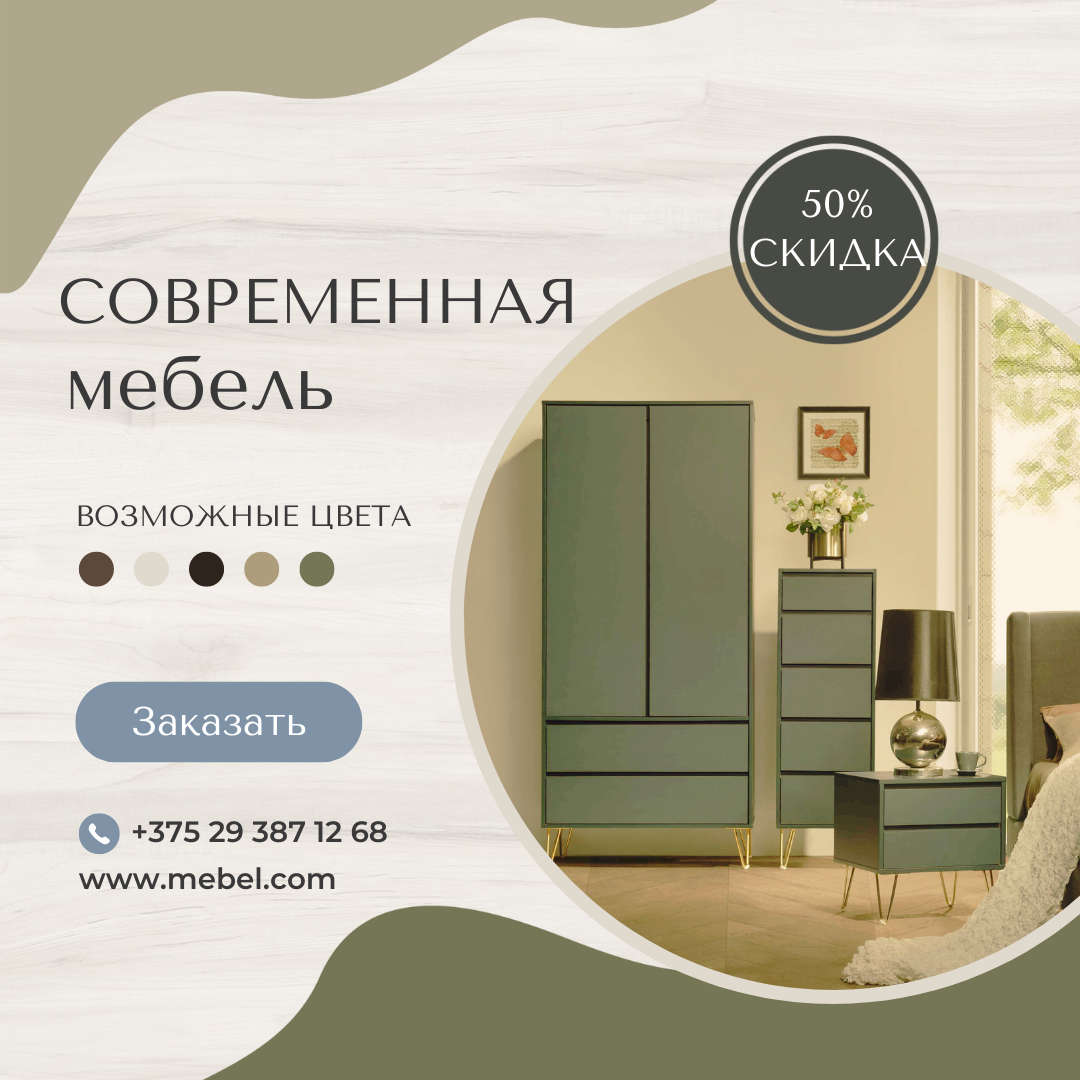 50%
СКИДКА
СОВРЕМЕННАЯ
мебель
ВОЗМОЖНЫЕ ЦВЕТА
Заказать
+375 29 387 12 68
www.mebel.com